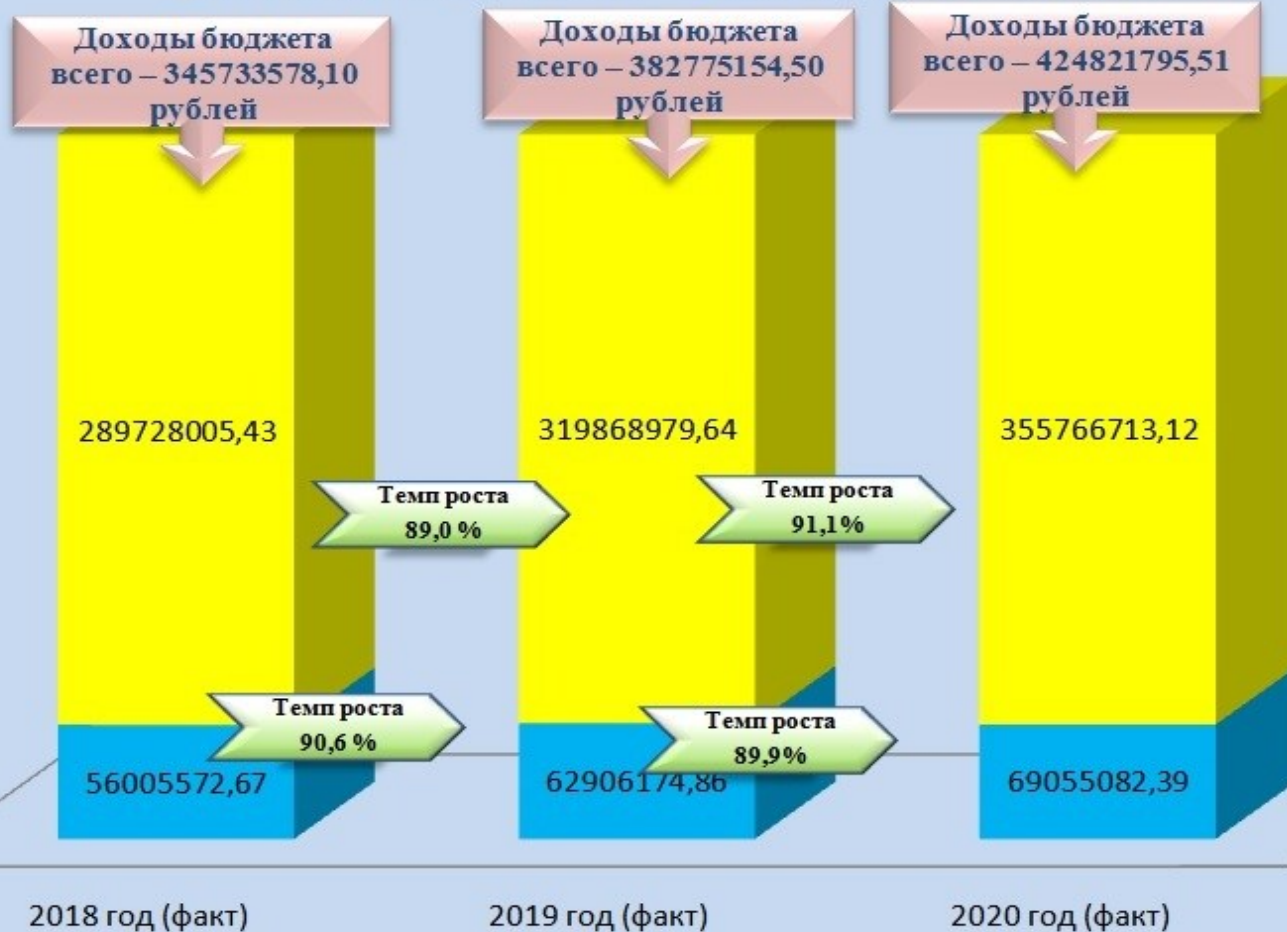 Доходы бюджета
всего – 345733578,10
рублей
Доходы бюджета
всего – 382775154,50
рублей
Доходы бюджета
всего – 424821795,51
рублей
289728005,43
319868979,64
355766713,12
Темп роста
89,0 %
Темп роста
91,1%
Темп роста
90,6 %
Темп роста
89,9%
56005572,67
62906174,86
69055082,39
2018 год (факт)
2019 год (факт)
2020 год (факт)